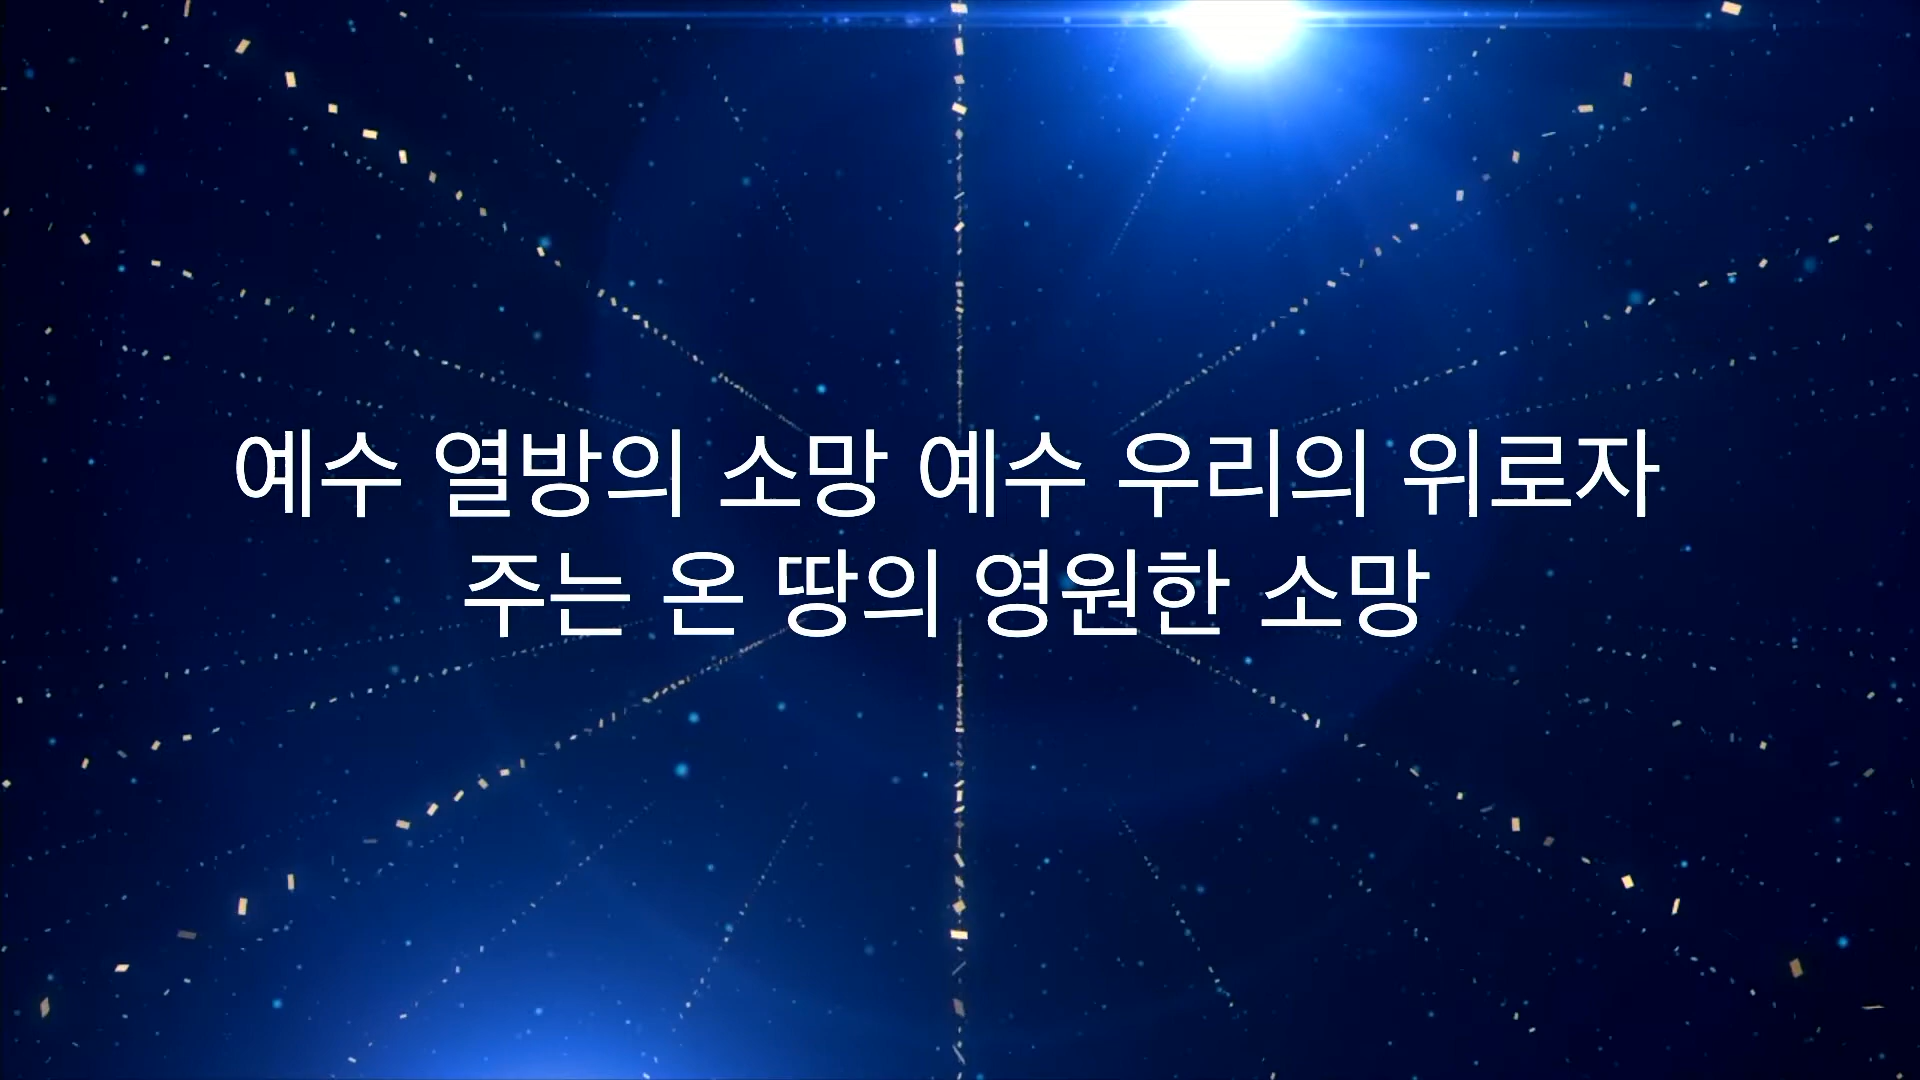 예수 열방의 소망 예수 우리의 위로자
주는 온 땅의 영원한 소망